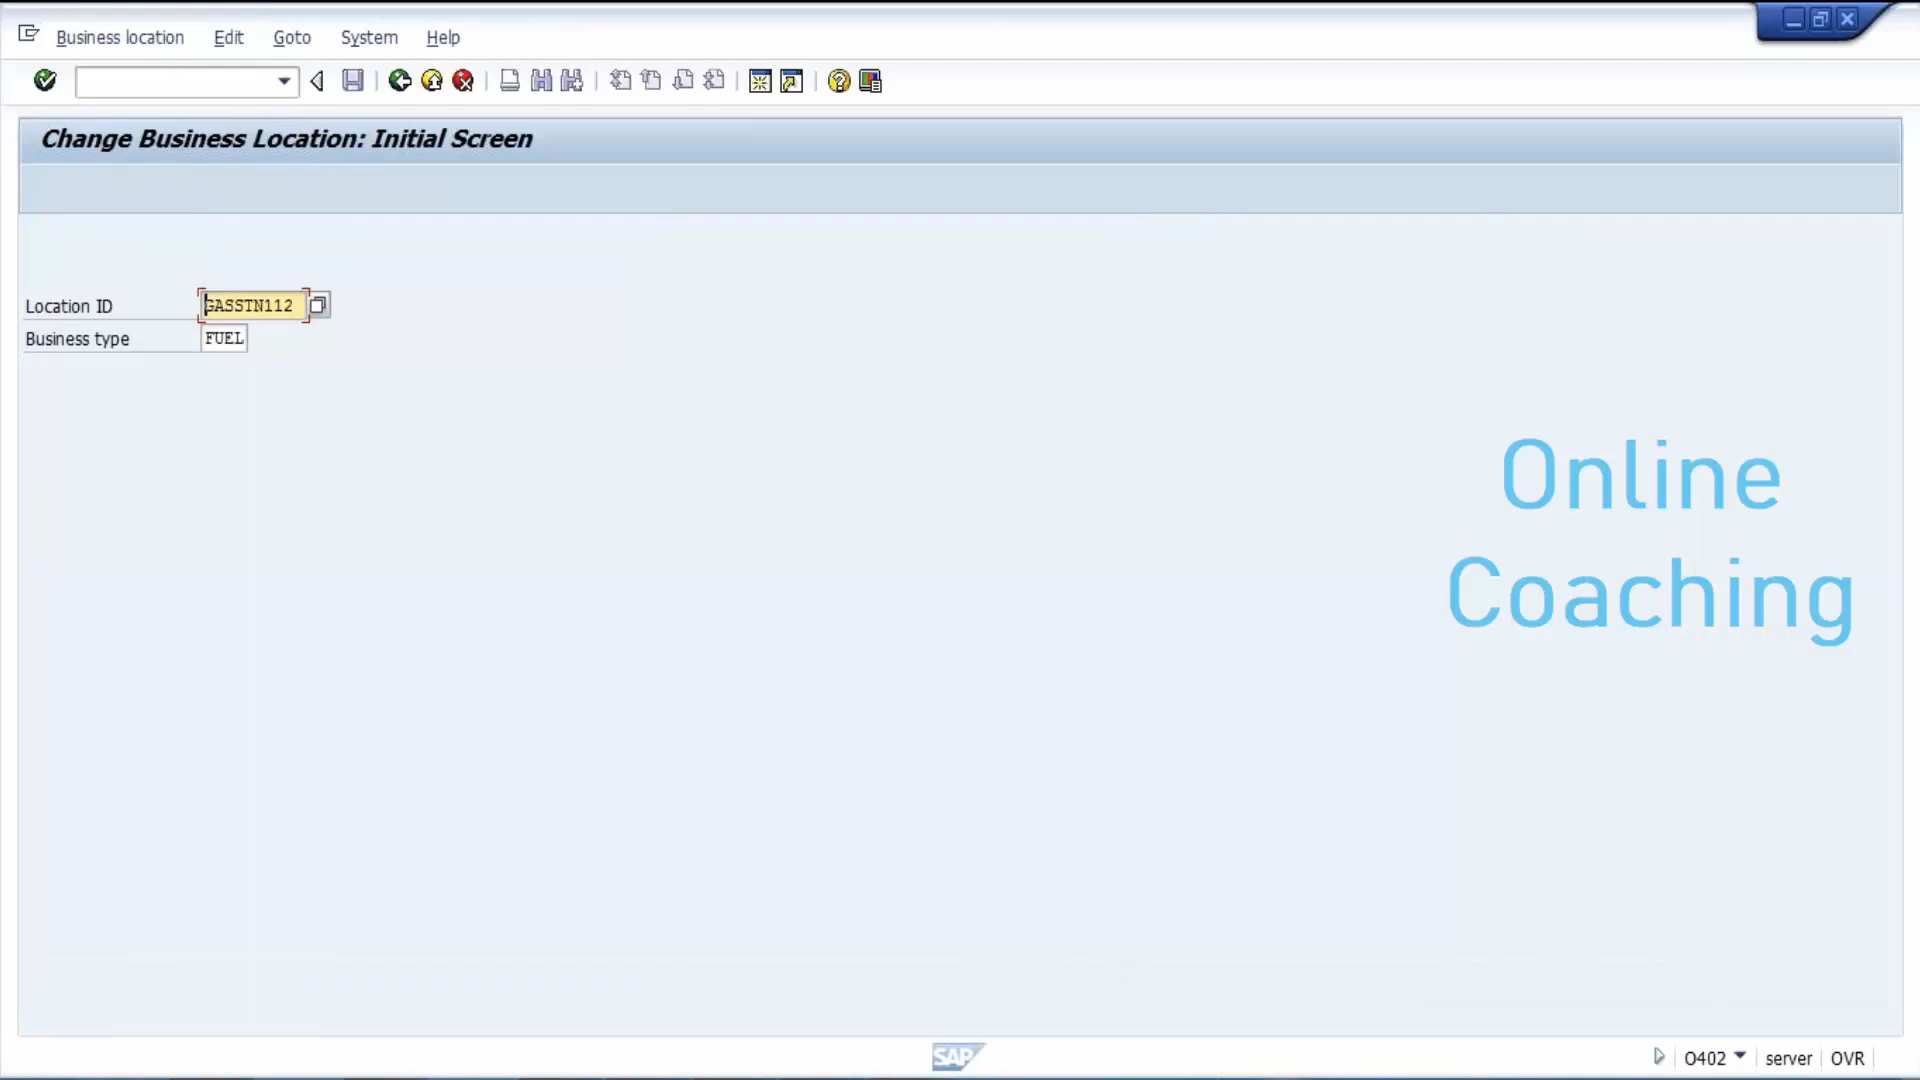 Business location Edit Goto System Help
Change Business Location: Initial Screen
Location ID GASSTN112
Business type FUEL
Online
Coaching
SAP O402 server OVR